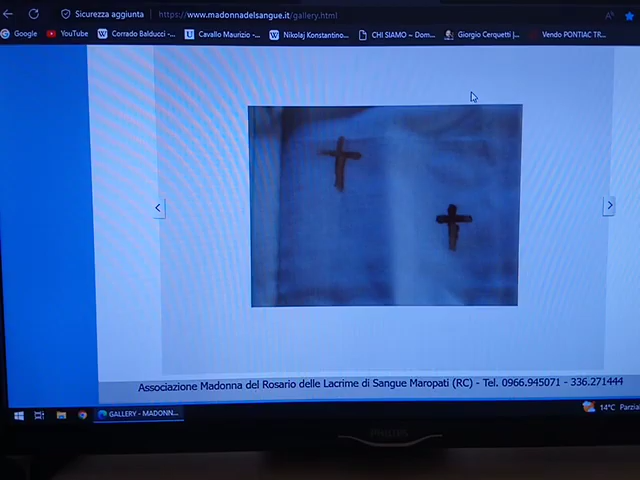 Sicurezza aggiunta
https://www.madonnadelsangue.it/gallery.html
Google
YouTube
Corrado Balducci -...
Cavallo Maurizio -...
Nikolaj Konstantino...
CHI SIAMO – Dom...
Giorgio Cerquetti |...
Vendo PONTIAC TR...
Associazione Madonna del Rosario delle Lacrime di Sangue Maropati (RC) - Tel. 0966.945071 - 336.271444
GALLERY - MADONN...
14°C Parzial
PHILIPS